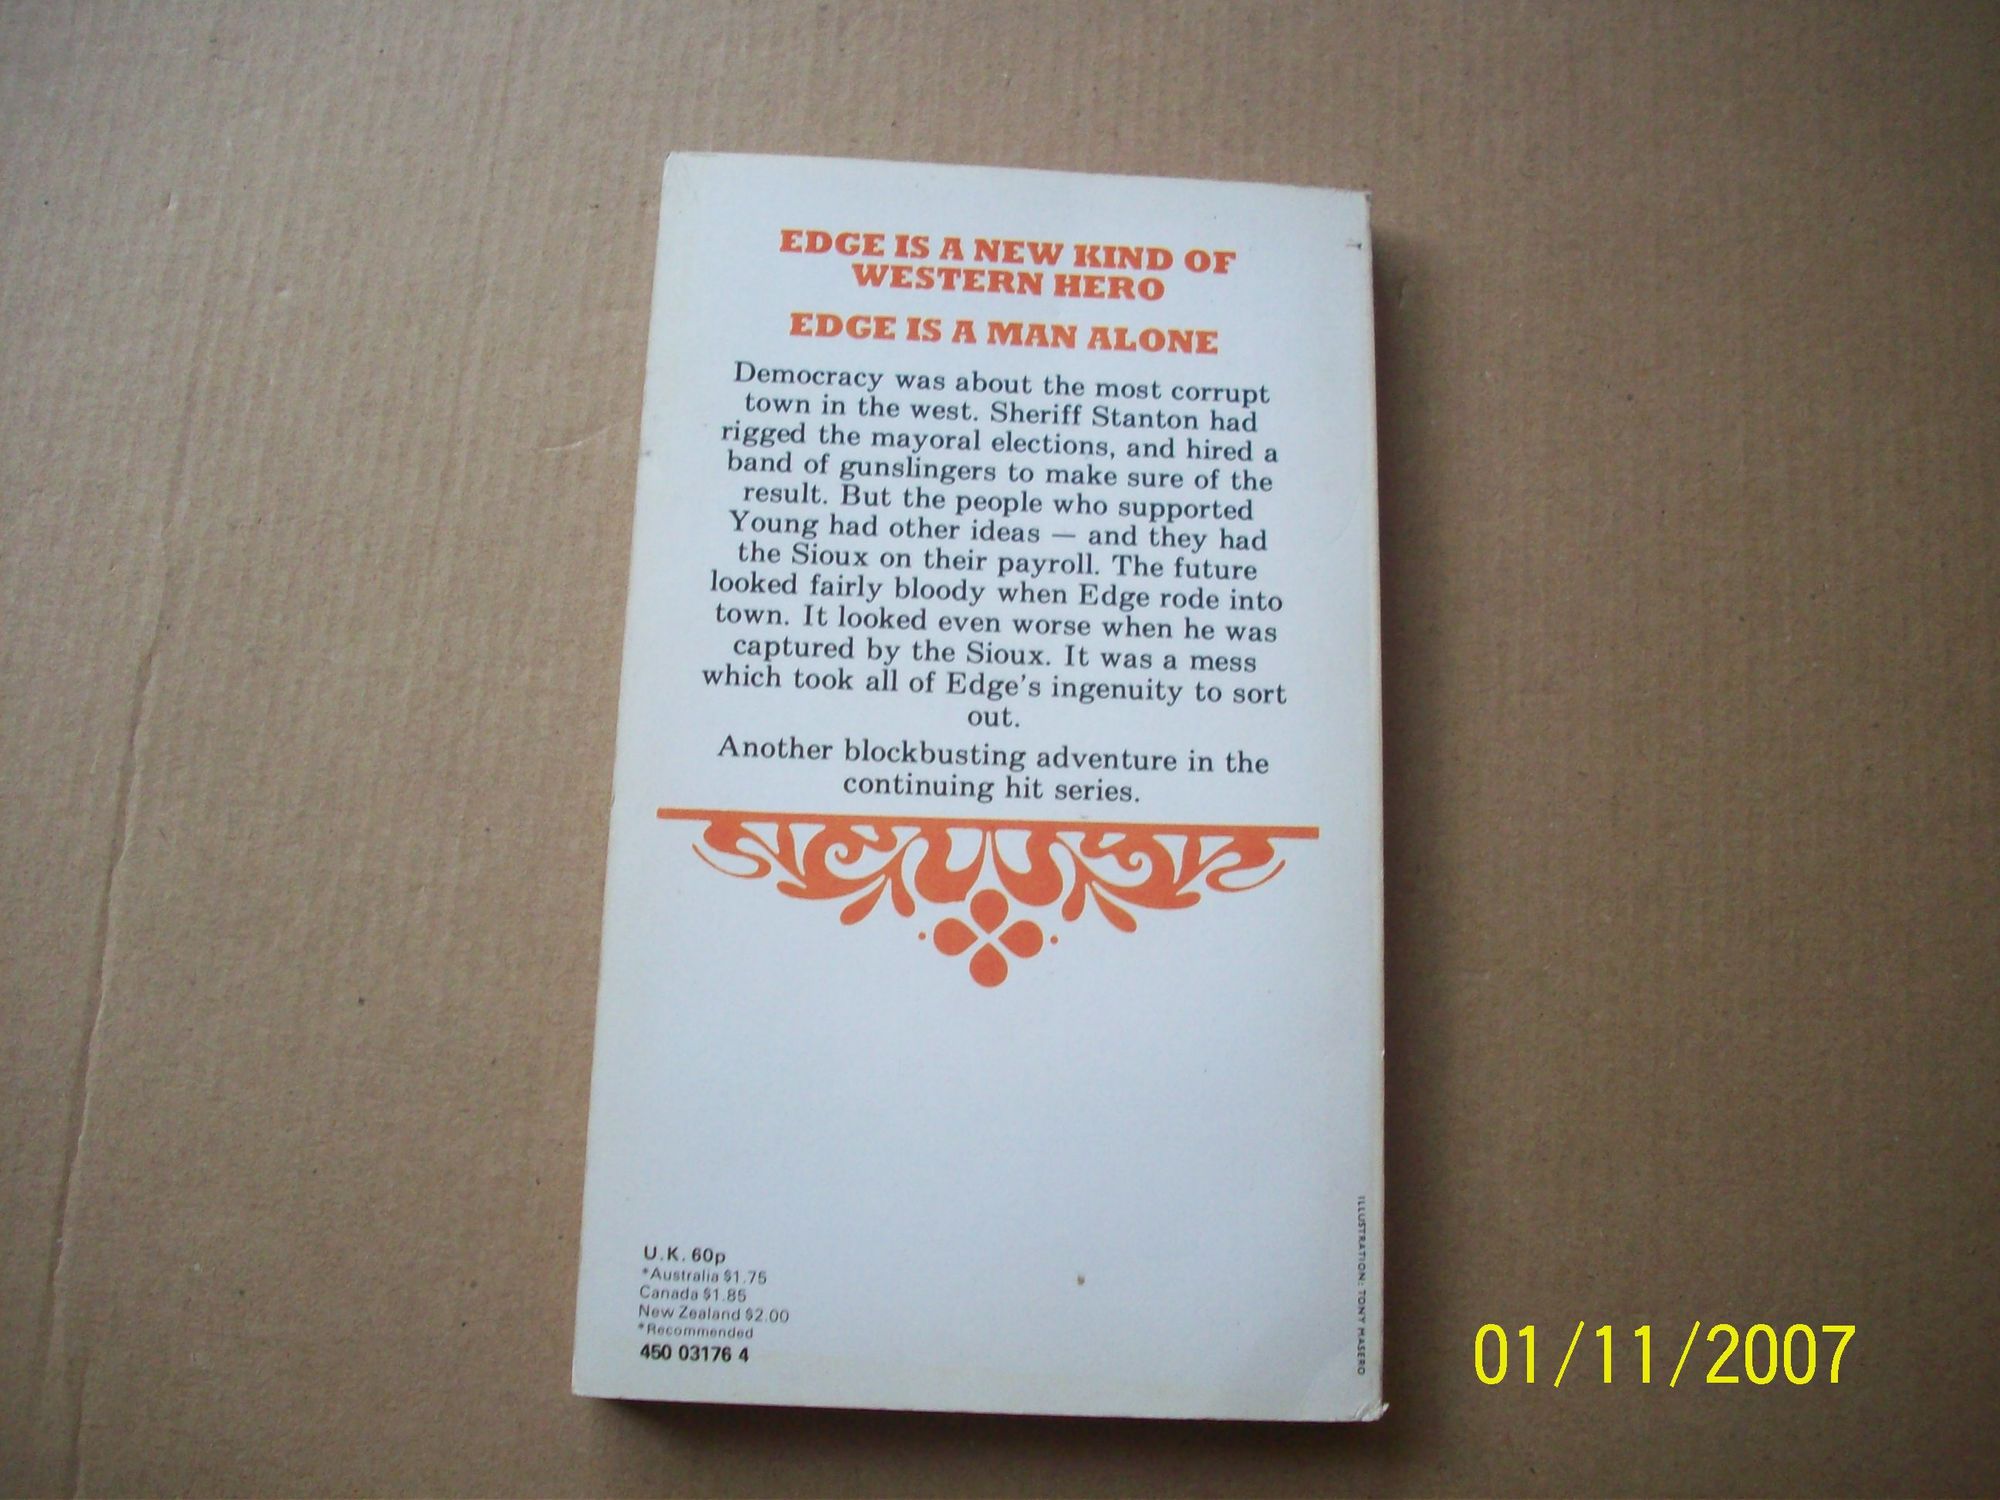 EDGE IS A NEW KIND OF
WESTERN HERO
EDGE IS A MAN ALONE
Democracy was about the most corrupt
town in the west. Sheriff Stanton had
rigged the mayoral elections, and hired a
band of gunslingers to make sure of the
result. But the people who supported
Young had other ideas — and they had
the Sioux on their payroll. The future
looked fairly bloody when Edge rode into
town. It looked even worse when he was
captured by the Sioux. It was a mess
which took all of Edge's ingenuity to sort
out.
Another blockbusting adventure in the
continuing hit series.
U.K. 60p
*Australia $1.75
Canada $1.85
New Zealand $2.00
*Recommended
450 03176 4
ILLUSTRATION: TONY MASERO
01/11/2007